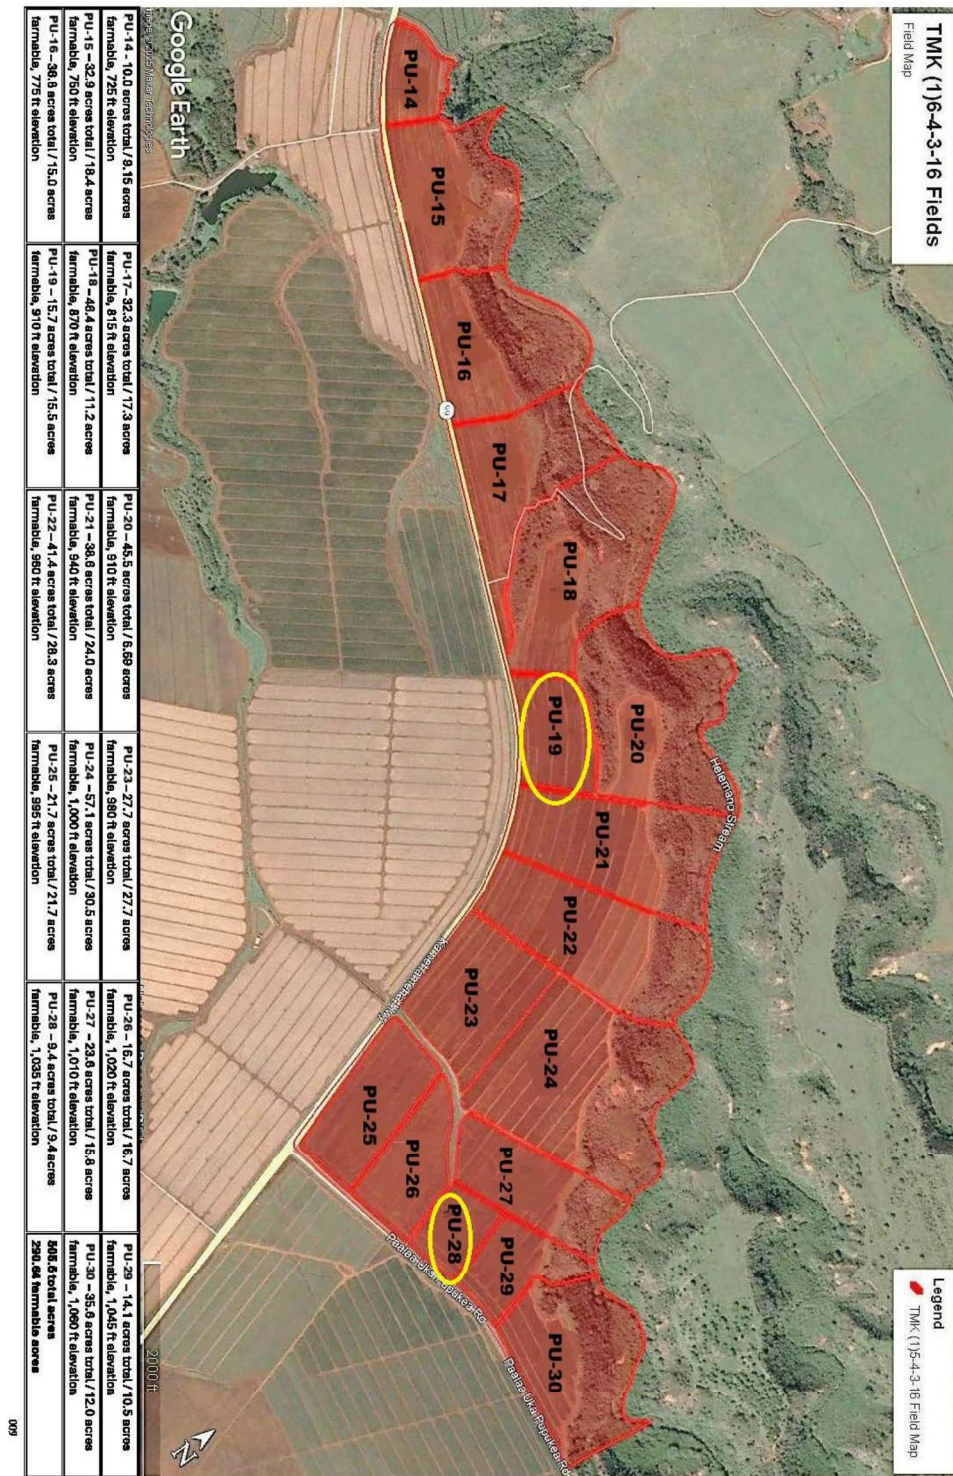 TMK (1)6-4-3-16 Fields
Field Map
Legend
TMK (1)5-4-3-16 Field Map
PU-14
PU-15
PU-16
PU-17
PU-18
PU-19
PU-20
PU-21
PU-22
PU-23
PU-24
PU-25
PU-26
PU-27
PU-28
PU-29
PU-30
99
Helemano Stream
Kamehameha Hwy
Paalaa Uka Pupukea Rd
Paalaa Uka Pupukea Rd
Google Earth
Image © 2025 Maxar Technologies
2000 ft
N
PU-14 – 10.0 acres total / 9.15 acres
farmable, 725 ft elevation
PU-15 – 32.9 acres total / 18.4 acres
farmable, 750 ft elevation
PU-16 – 38.8 acres total / 15.0 acres
farmable, 775 ft elevation
PU-17 – 32.3 acres total / 17.3 acres
farmable, 815 ft elevation
PU-18 – 46.4 acres total / 11.2 acres
farmable, 870 ft elevation
PU-19 – 15.7 acres total / 15.5 acres
farmable, 910 ft elevation
PU-20 – 45.5 acres total / 5.59 acres
farmable, 910 ft elevation
PU-21 – 38.6 acres total / 24.0 acres
farmable, 940 ft elevation
PU-22 – 41.4 acres total / 28.3 acres
farmable, 960 ft elevation
PU-23 – 27.7 acres total / 27.7 acres
farmable, 980 ft elevation
PU-24 – 57.1 acres total / 30.5 acres
farmable, 1,000 ft elevation
PU-25 – 21.7 acres total / 21.7 acres
farmable, 995 ft elevation
PU-26 – 16.7 acres total / 16.7 acres
farmable, 1,020 ft elevation
PU-27 – 23.6 acres total / 15.8 acres
farmable, 1,010 ft elevation
PU-28 – 9.4 acres total / 9.4acres
farmable, 1,035 ft elevation
PU-29 – 14.1 acres total / 10.5 acres
farmable, 1,045 ft elevation
PU-30 – 35.6 acres total / 12.0 acres
farmable, 1,060 ft elevation
505.5 total acres
290.64 farmable acres
009